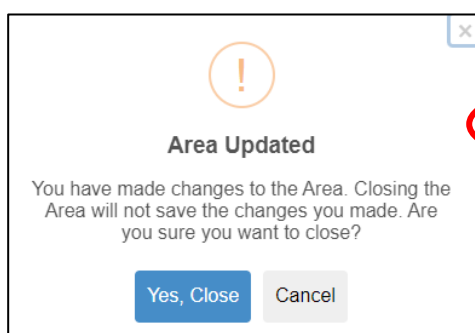 ×
!
Area Updated
You have made changes to the Area. Closing the
Area will not save the changes you made. Are
you sure you want to close?
Yes, Close Cancel